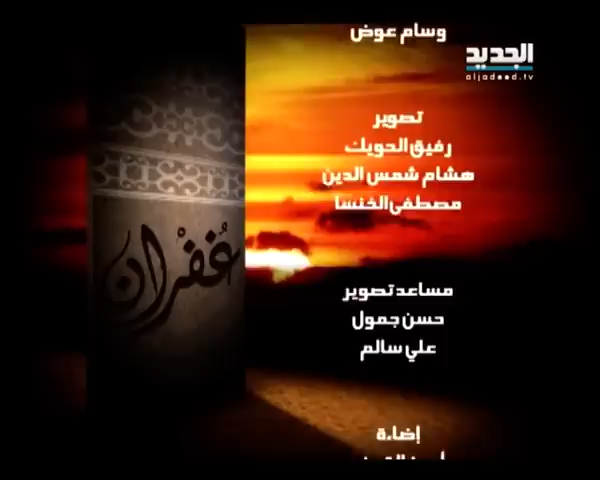 وسام عوض
الجديد
aljadeed.tv
تصوير
رفيق الحويك
هشام شمس الدين
مصطفى الخنسا
غُفْران
مساعد تصوير
حسن جمول
علي سالم
إضاءة